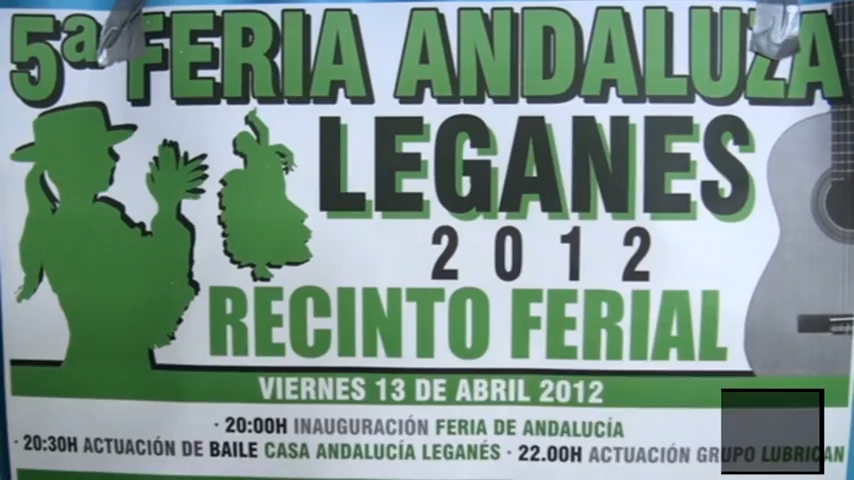 5ª FERIA ANDALUZA
LEGANES
2012
RECINTO FERIAL
VIERNES 13 DE ABRIL 2012
· 20:00H INAUGURACIÓN FERIA DE ANDALUCÍA
· 20:30H ACTUACIÓN DE BAILE CASA ANDALUCÍA LEGANÉS · 22.00H ACTUACIÓN GRUPO LUBRICAN